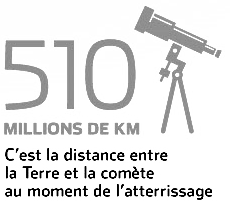 510
MILLIONS DE KM
C'est la distance entre
la Terre et la comète
au moment de l'atterrissage